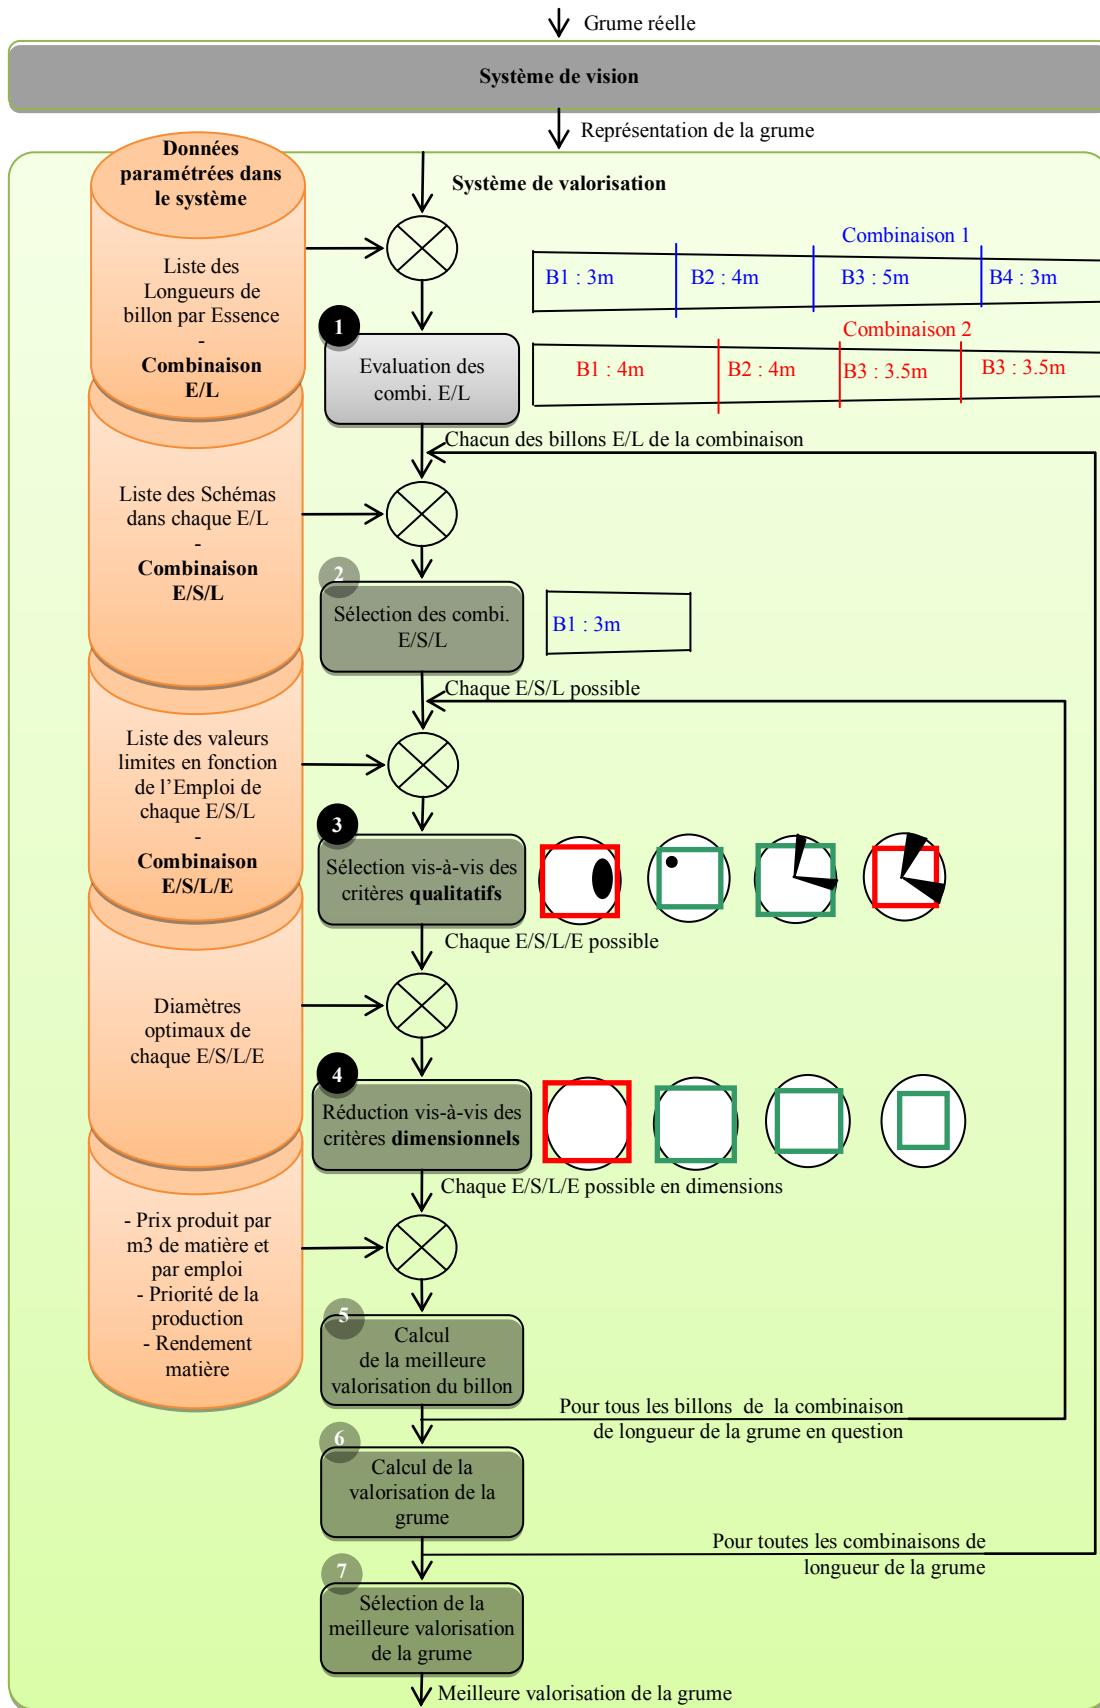 Grume réelle
Système de vision
Représentation de la grume
Données
paramétrées dans
le système
Système de valorisation
Liste des
Longueurs de
billon par Essence
-
Combinaison
E/L
Combinaison 1
B1 : 3m
B2 : 4m
B3 : 5m
B4 : 3m
1
Evaluation des
combi. E/L
Combinaison 2
B1 : 4m
B2 : 4m
B3 : 3.5m
B3 : 3.5m
Chacun des billons E/L de la combinaison
Liste des Schémas
dans chaque E/L
-
Combinaison
E/S/L
2
Sélection des combi.
E/S/L
B1 : 3m
Chaque E/S/L possible
Liste des valeurs
limites en fonction
de l’Emploi de
chaque E/S/L
-
Combinaison
E/S/L/E
3
Sélection vis-à-vis des
critères qualitatifs
Chaque E/S/L/E possible
Diamètres
optimaux de
chaque E/S/L/E
4
Réduction vis-à-vis des
critères dimensionnels
Chaque E/S/L/E possible en dimensions
- Prix produit par
m3 de matière et
par emploi
- Priorité de la
production
- Rendement
matière
5
Calcul
de la meilleure
valorisation du billon
Pour tous les billons de la combinaison
de longueur de la grume en question
6
Calcul de la
valorisation de la
grume
Pour toutes les combinaisons de
longueur de la grume
7
Sélection de la
meilleure valorisation
de la grume
Meilleure valorisation de la grume